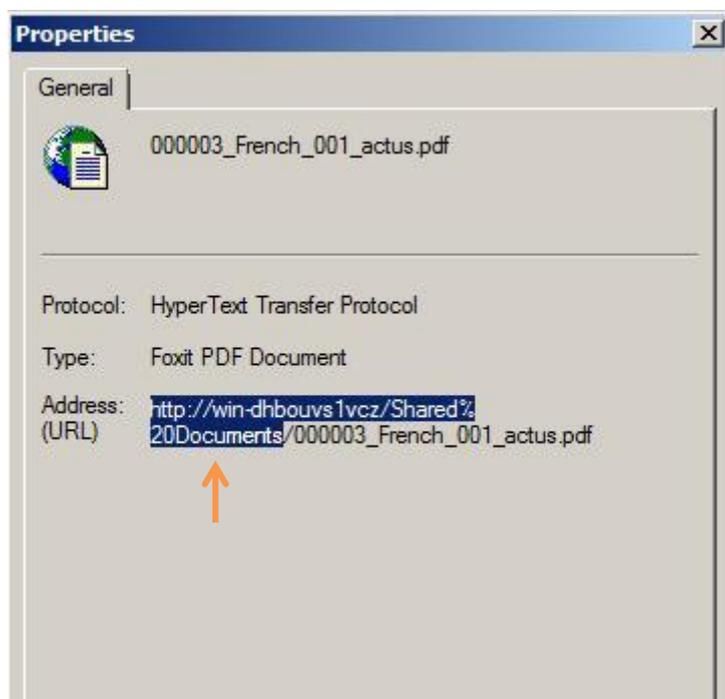 Properties
General
000003_French_001_actus.pdf
Protocol: HyperText Transfer Protocol
Type: Foxit PDF Document
Address: http://win-dhbouvs1vcz/Shared%
(URL) 20Documents/000003_French_001_actus.pdf